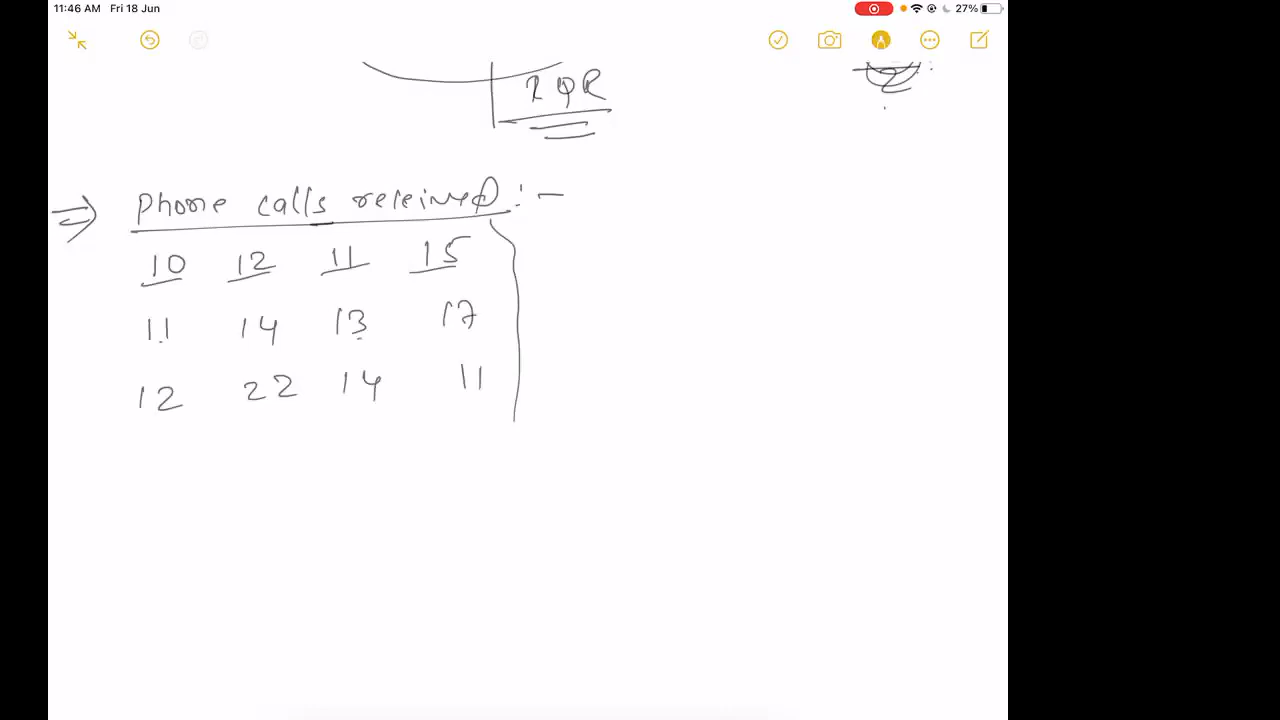 11:46 AM Fri 18 Jun 27%
IQR
Phone calls received :-
10 12 11 15
11 14 13 17
12 22 14 11